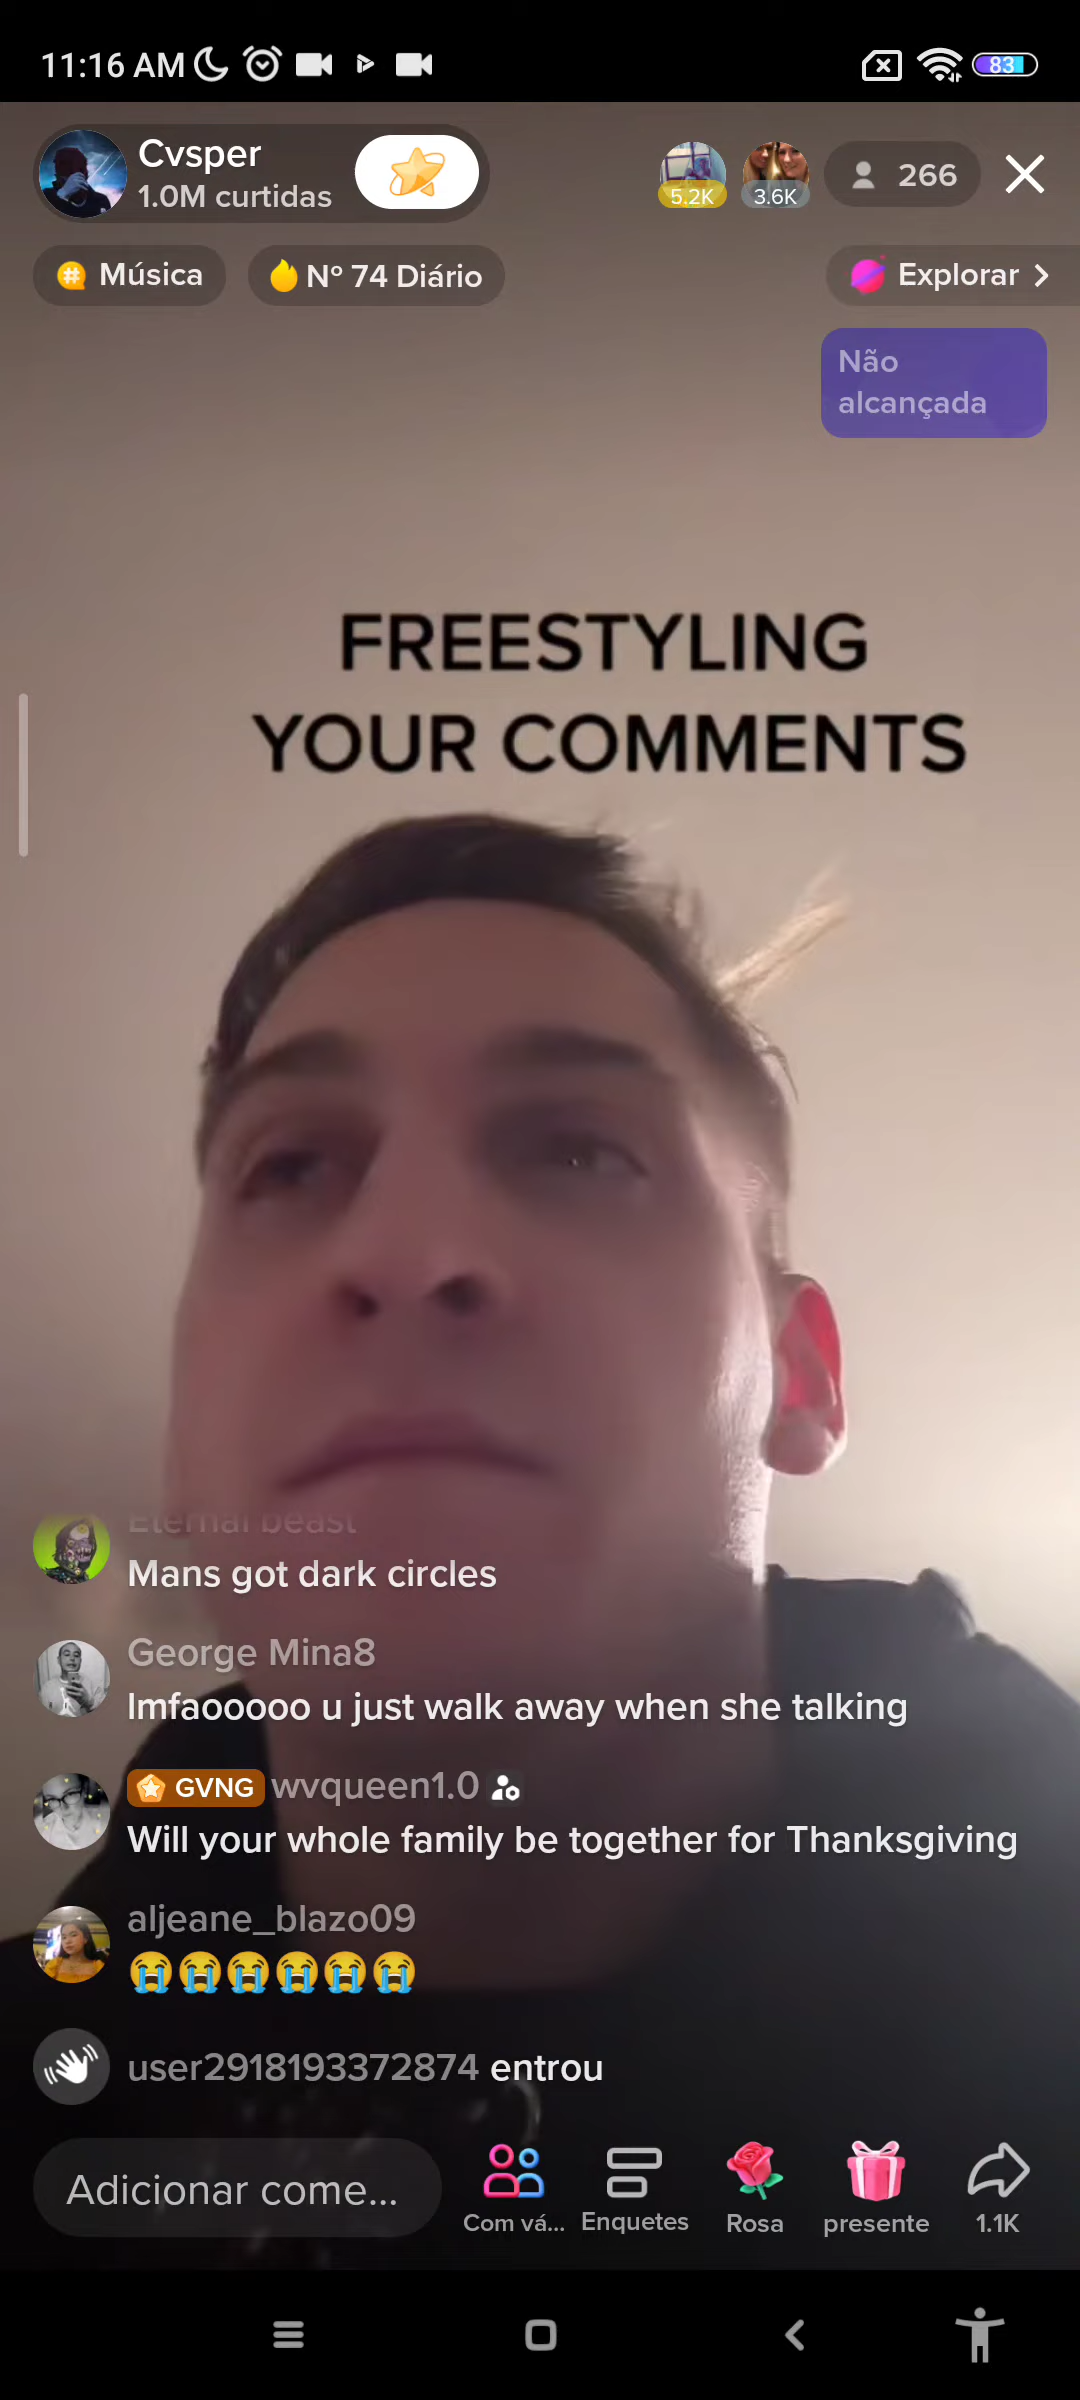 11:16 AM
83
Cvsper
1.0M curtidas
5.2K
3.6K
266
Música
Nº 74 Diário
Explorar
Não
alcançada
FREESTYLING
YOUR COMMENTS
Eternal beast
Mans got dark circles
George Mina8
lmfaooooo u just walk away when she talking
GVNG wvqueen1.0
Will your whole family be together for Thanksgiving
aljeane_blazo09
😭😭😭😭😭😭
user2918193372874 entrou
Adicionar come...
Com vá...
Enquetes
Rosa
presente
1.1K